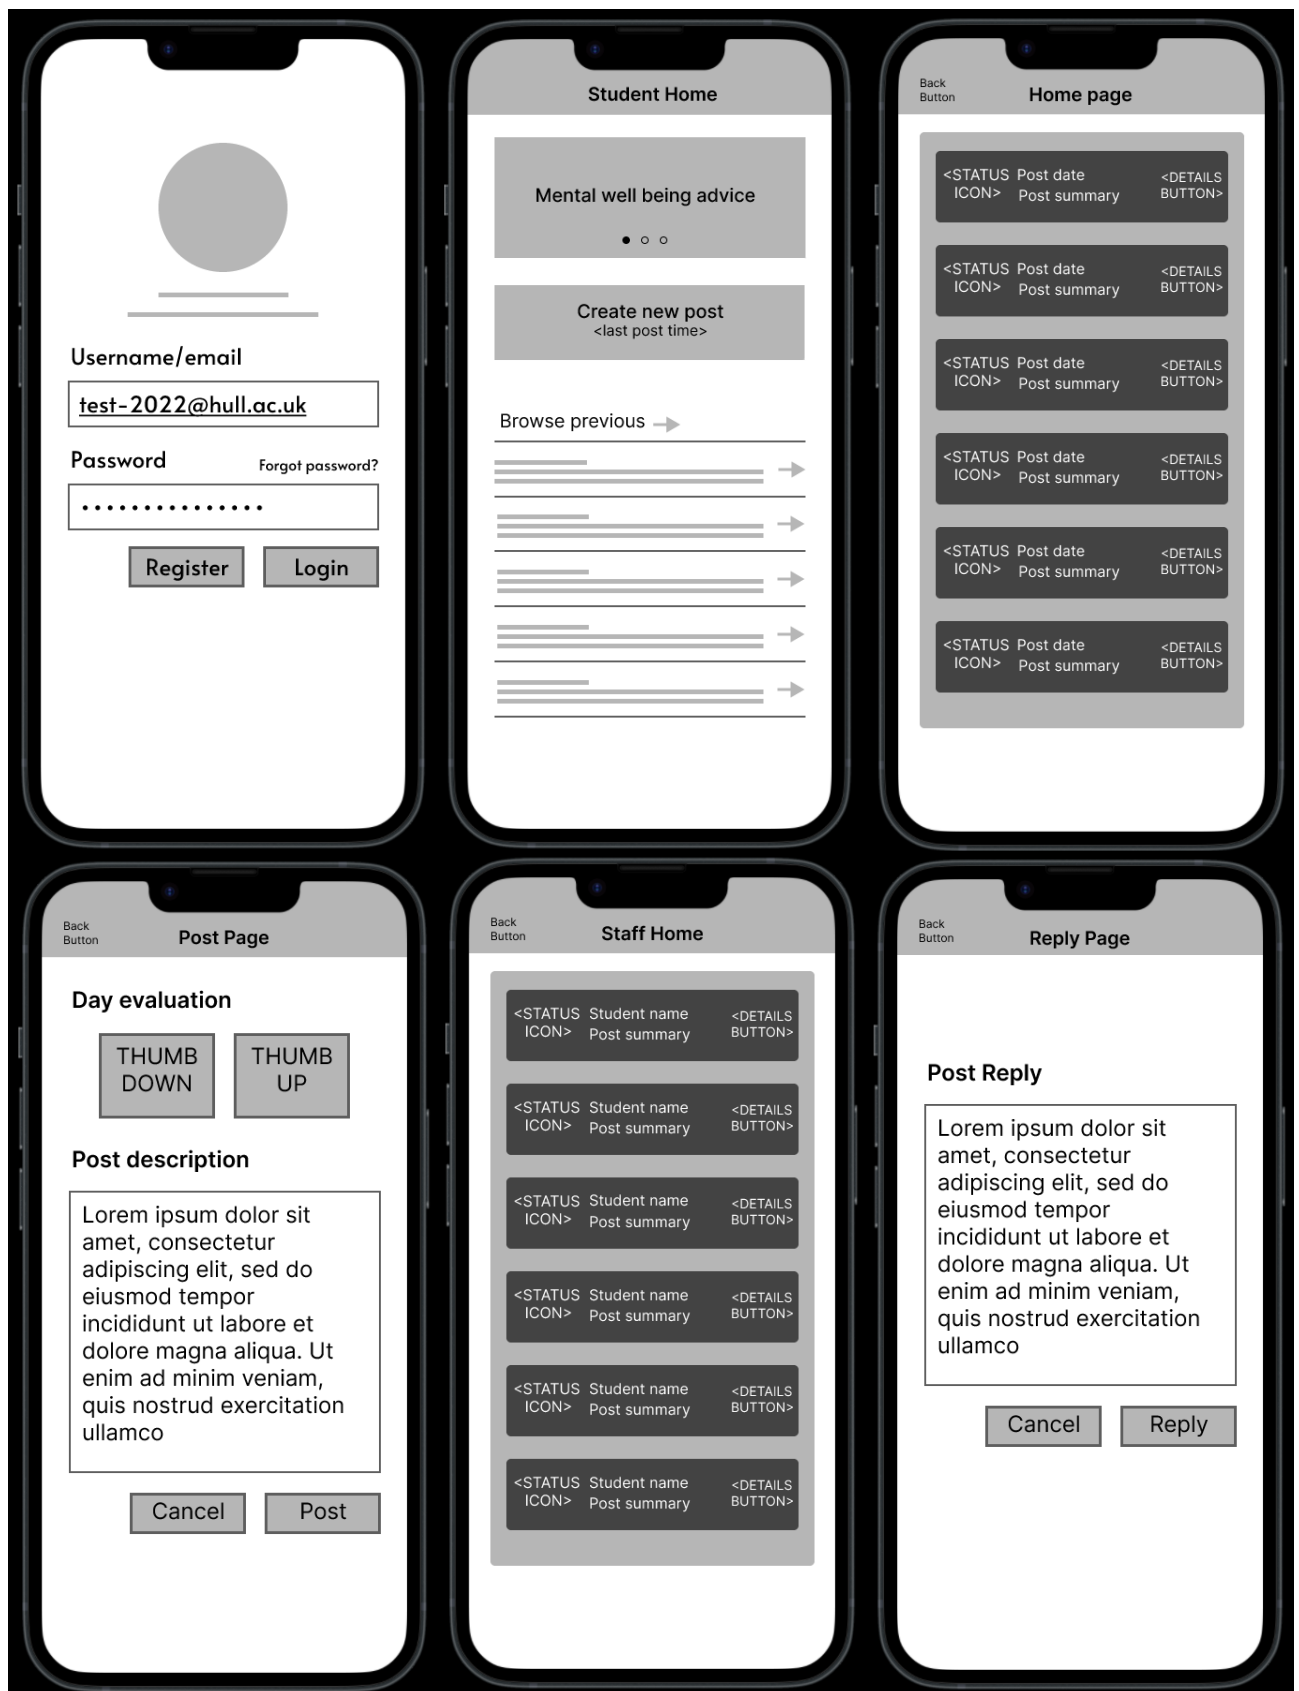 Username/email
test-2022@hull.ac.uk
Password
Forgot password?
•••••••••••••••
Register
Login
Student Home
Mental well being advice
Create new post
<last post time>
Browse previous
Back
Button
Home page
<STATUS
ICON>
Post date
Post summary
<DETAILS
BUTTON>
<STATUS
ICON>
Post date
Post summary
<DETAILS
BUTTON>
<STATUS
ICON>
Post date
Post summary
<DETAILS
BUTTON>
<STATUS
ICON>
Post date
Post summary
<DETAILS
BUTTON>
<STATUS
ICON>
Post date
Post summary
<DETAILS
BUTTON>
<STATUS
ICON>
Post date
Post summary
<DETAILS
BUTTON>
Back
Button
Post Page
Day evaluation
THUMB
DOWN
THUMB
UP
Post description
Lorem ipsum dolor sit
amet, consectetur
adipiscing elit, sed do
eiusmod tempor
incididunt ut labore et
dolore magna aliqua. Ut
enim ad minim veniam,
quis nostrud exercitation
ullamco
Cancel
Post
Back
Button
Staff Home
<STATUS
ICON>
Student name
Post summary
<DETAILS
BUTTON>
<STATUS
ICON>
Student name
Post summary
<DETAILS
BUTTON>
<STATUS
ICON>
Student name
Post summary
<DETAILS
BUTTON>
<STATUS
ICON>
Student name
Post summary
<DETAILS
BUTTON>
<STATUS
ICON>
Student name
Post summary
<DETAILS
BUTTON>
<STATUS
ICON>
Student name
Post summary
<DETAILS
BUTTON>
Back
Button
Reply Page
Post Reply
Lorem ipsum dolor sit
amet, consectetur
adipiscing elit, sed do
eiusmod tempor
incididunt ut labore et
dolore magna aliqua. Ut
enim ad minim veniam,
quis nostrud exercitation
ullamco
Cancel
Reply